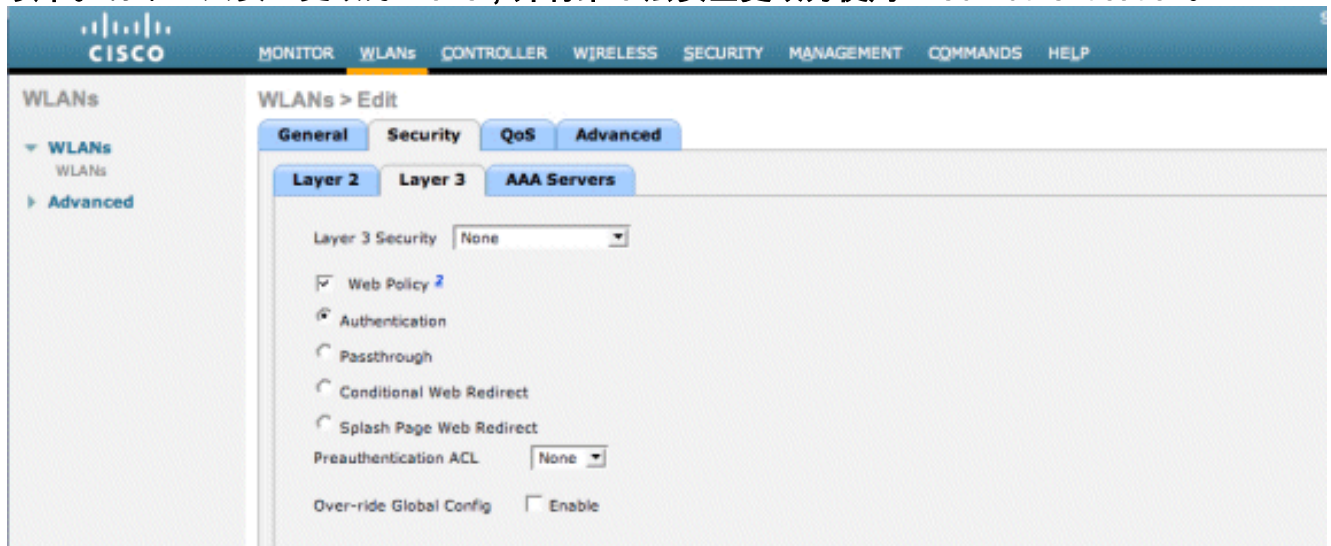 CISCO
MONITOR WLANs CONTROLLER WIRELESS SECURITY MANAGEMENT COMMANDS HELP
WLANs
WLANs
WLANs
Advanced
WLANs > Edit
General Security QoS Advanced
Layer 2 Layer 3 AAA Servers
Layer 3 Security None
Web Policy 2
Authentication
Passthrough
Conditional Web Redirect
Splash Page Web Redirect
Preauthentication ACL None
Over-ride Global Config Enable